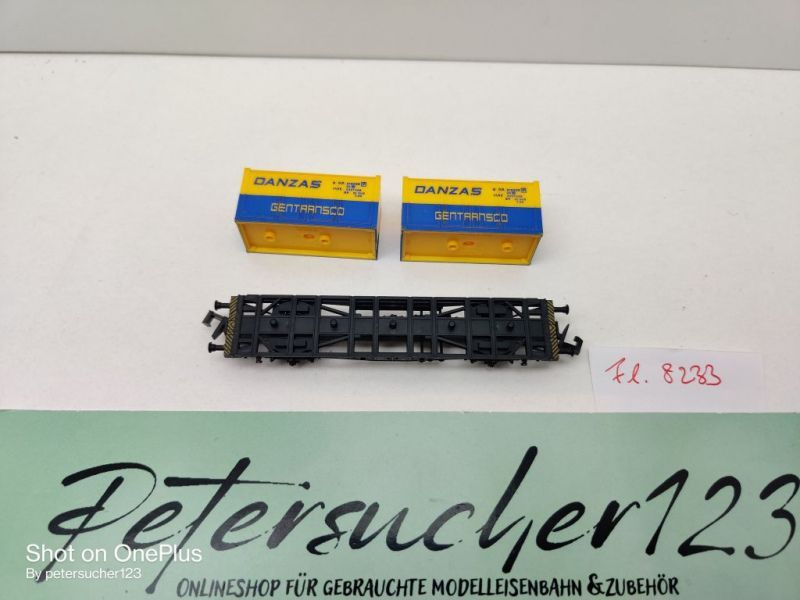 DANZAS
GENTRANSCO
DANZAS
GENTRANSCO
Fl. 8233
Petersucher123
Shot on OnePlus
By petersucher123
ONLINESHOP FÜR GEBRAUCHTE MODELLEISENBAHN & ZUBEHÖR